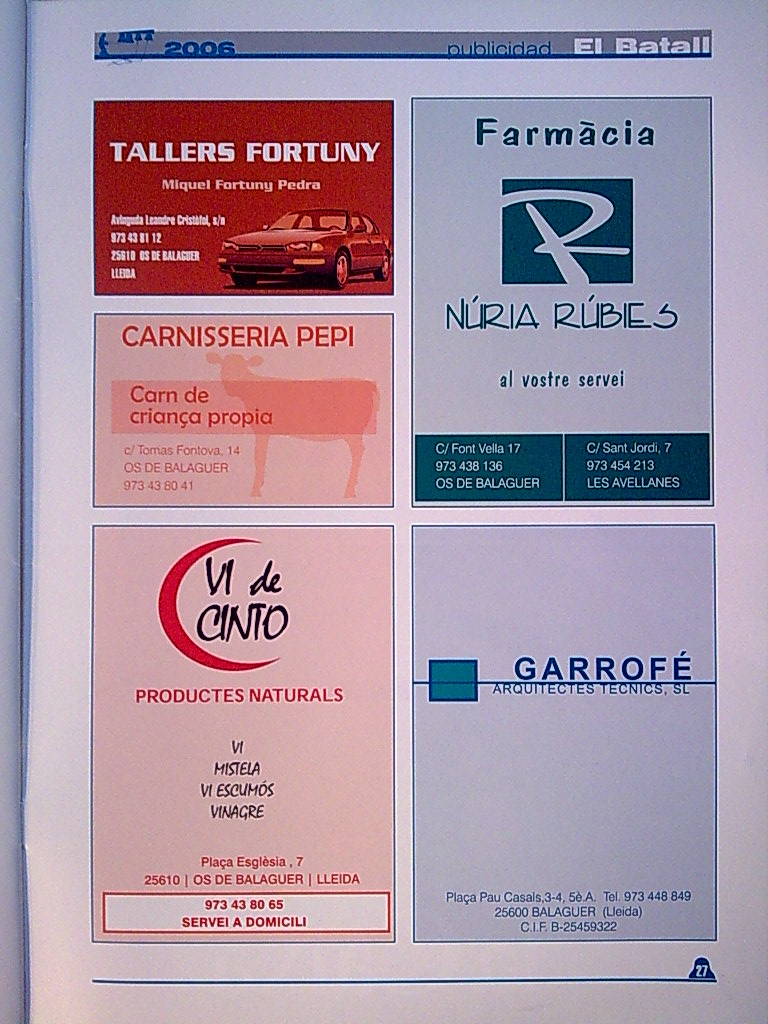 2006
publicidad El Batall
TALLERS FORTUNY
Miquel Fortuny Pedra
Avinguda Leandre Cristòfol, s/n
973 43 81 12
25610 OS DE BALAGUER
LLEIDA
CARNISSERIA PEPI
Carn de
criança propia
c/ Tomas Fontova, 14
OS DE BALAGUER
973 43 80 41
Farmàcia
NÚRIA RÚBIES
al vostre servei
C/ Font Vella 17
973 438 136
OS DE BALAGUER
C/ Sant Jordi, 7
973 454 213
LES AVELLANES
VI de
CINTO
PRODUCTES NATURALS
VI
MISTELA
VI ESCUMÓS
VINAGRE
Plaça Esglèsia , 7
25610 | OS DE BALAGUER | LLEIDA
973 43 80 65
SERVEI A DOMICILI
GARROFÉ
ARQUITECTES TÈCNICS, SL
Plaça Pau Casals,3-4, 5è.A. Tel. 973 448 849
25600 BALAGUER (Lleida)
C.I.F. B-25459322
27